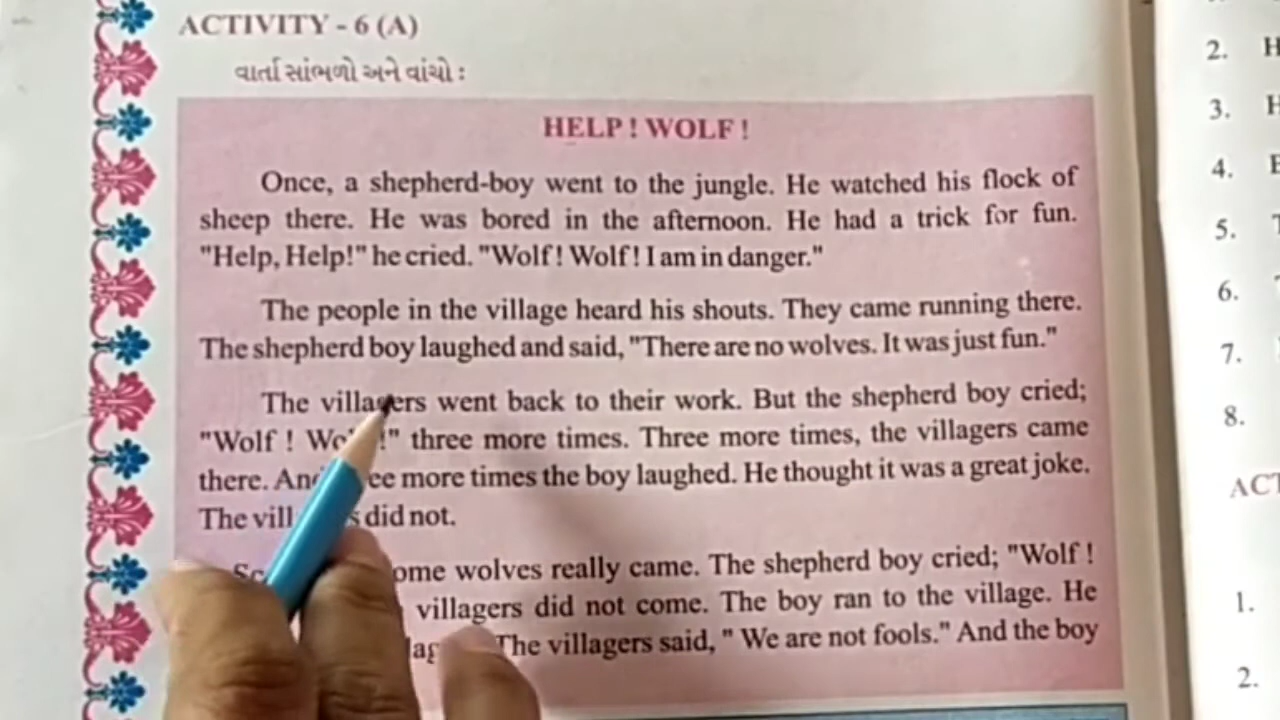 ACTIVITY - 6 (A)
વાર્તા સાંભળો અને વાંચો :
HELP ! WOLF !
Once, a shepherd-boy went to the jungle. He watched his flock of
sheep there. He was bored in the afternoon. He had a trick for fun.
"Help, Help!" he cried. "Wolf ! Wolf ! I am in danger."
The people in the village heard his shouts. They came running there.
The shepherd boy laughed and said, "There are no wolves. It was just fun."
The villagers went back to their work. But the shepherd boy cried;
"Wolf ! !" three more times. Three more times, the villagers came
there. more times the boy laughed. He thought it was a great joke.
The did not.
wolves really came. The shepherd boy cried; "Wolf !
villagers did not come. The boy ran to the village. He
The villagers said, " We are not fools." And the boy
2.
3.
4.
5.
6.
7.
8.
1.
2.